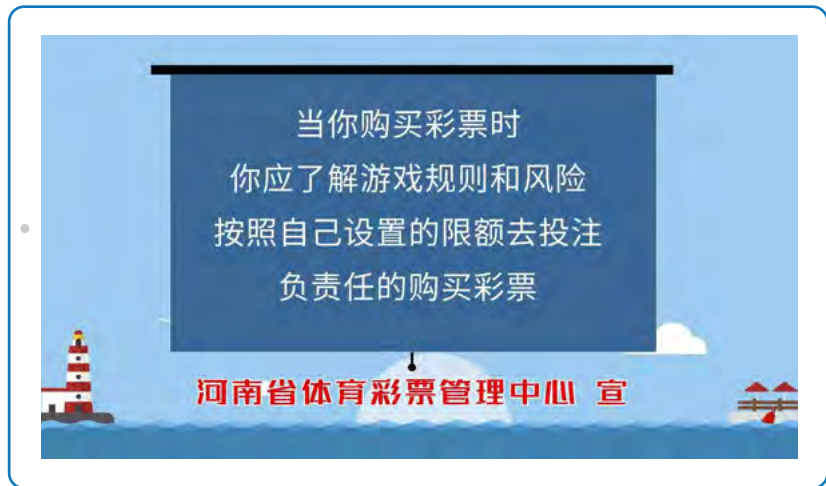 当你购买彩票时
你应了解游戏规则和风险
按照自己设置的限额去投注
负责任的购买彩票
河南省体育彩票管理中心 宣